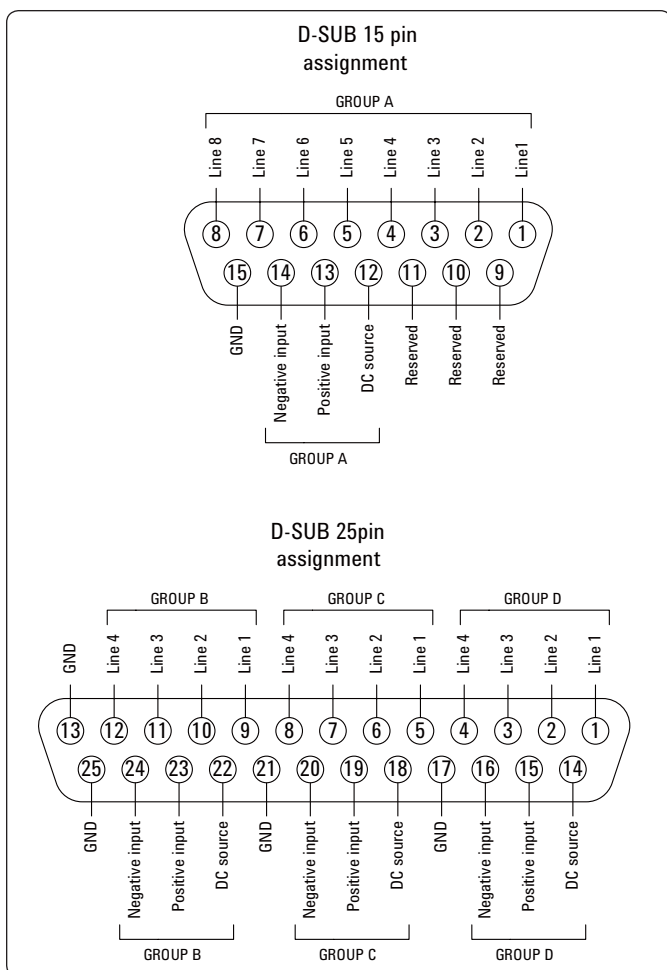 D-SUB 15 pin
assignment
GROUP A
Line 8 Line 7 Line 6 Line 5 Line 4 Line 3 Line 2 Line1
8 7 6 5 4 3 2 1
15 14 13 12 11 10 9
GND Negative input Positive input DC source Reserved Reserved Reserved
GROUP A
D-SUB 25pin
assignment
GROUP B GROUP C GROUP D
GND Line 4 Line 3 Line 2 Line 1 Line 4 Line 3 Line 2 Line 1 Line 4 Line 3 Line 2 Line 1
13 12 11 10 9 8 7 6 5 4 3 2 1
25 24 23 22 21 20 19 18 17 16 15 14
GND Negative input Positive input DC source GND Negative input Positive input DC source GND Negative input Positive input DC source
GROUP B GROUP C GROUP D